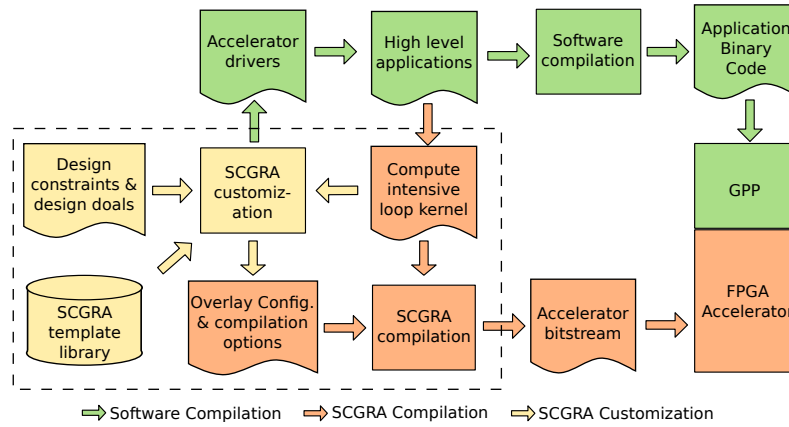 Accelerator
drivers
High level
applications
Software
compilation
Application
Binary
Code
Design
constraints &
design doals
SCGRA
customiz-
ation
Compute
intensive
loop kernel
GPP
SCGRA
template
library
Overlay Config.
& compilation
options
SCGRA
compilation
Accelerator
bitstream
FPGA
Accelerator
Software Compilation
SCGRA Compilation
SCGRA Customization